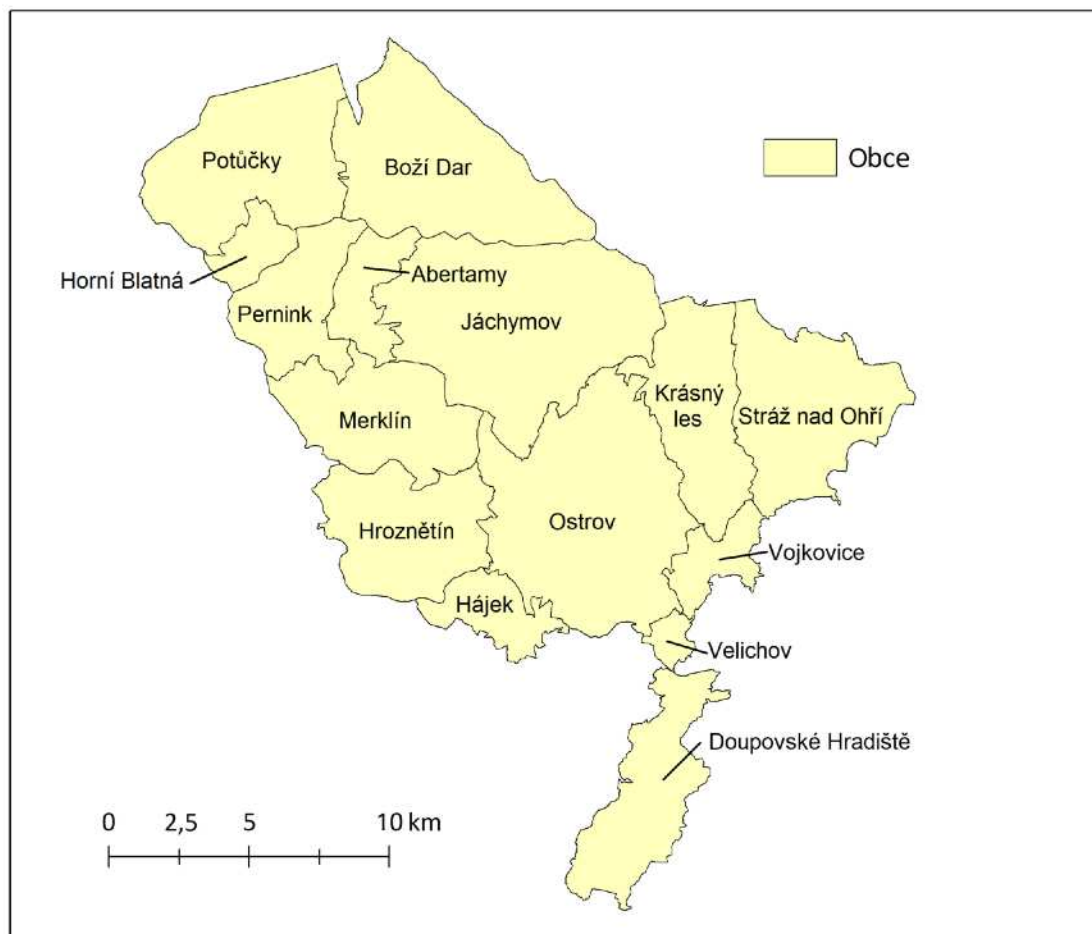 Potůčky
Boží Dar
Obce
Horní Blatná
Abertamy
Pernink
Jáchymov
Krásný
les
Stráž nad Ohří
Merklín
Ostrov
Hroznětín
Vojkovice
Hájek
Velichov
Doupovské Hradiště
0 2,5 5 10 km